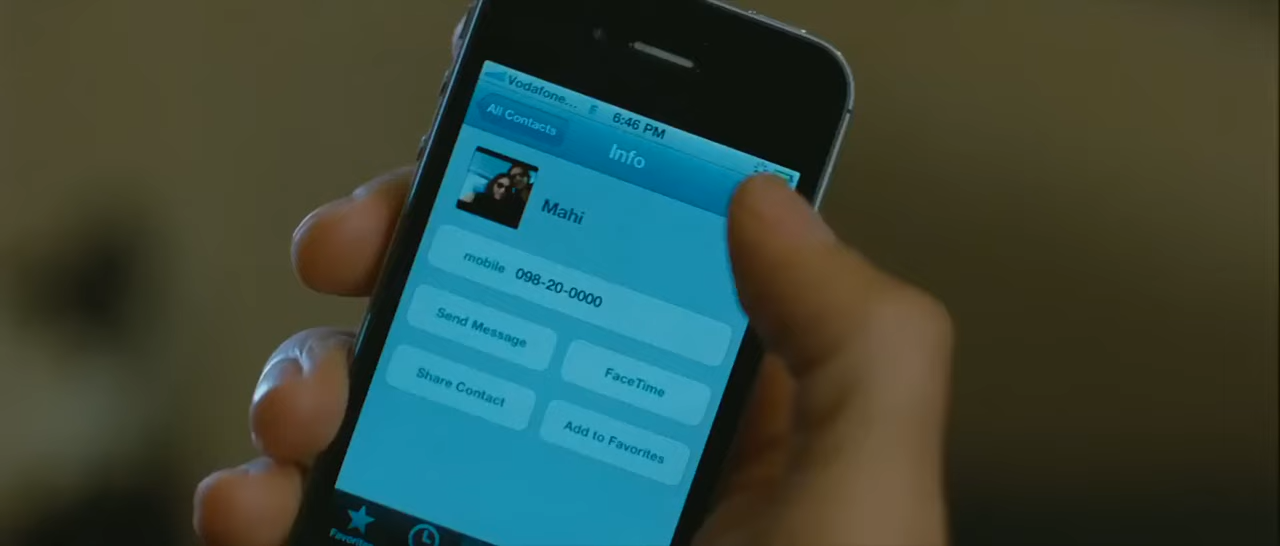 Vodafone... E 6:46 PM
All Contacts
Info
Mahi
mobile 098-20-0000
Send Message
FaceTime
Share Contact
Add to Favorites
Favorites